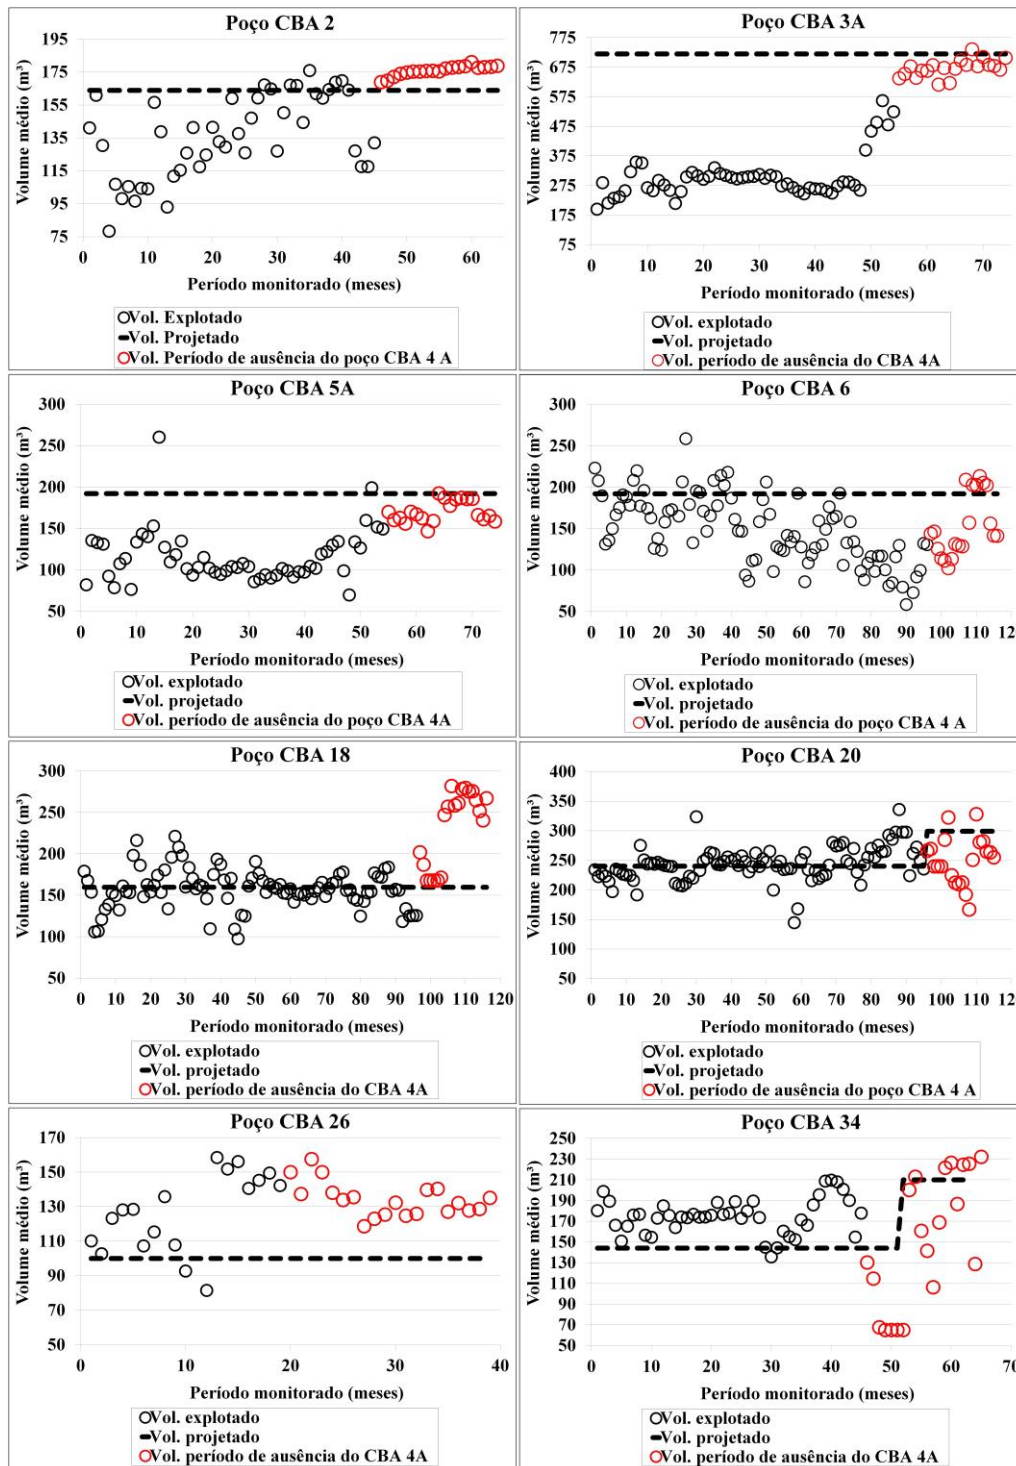 Poço CBA 2
Volume médio (m³)
195
175
155
135
115
95
75
0 10 20 30 40 50 60
Período monitorado (meses)
Vol. Explotado
Vol. Projetado
Vol. Período de ausência do poço CBA 4 A
Poço CBA 3A
Volume médio (m³)
775
675
575
475
375
275
175
75
0 10 20 30 40 50 60 70
Período monitorado (meses)
Vol. explotado
Vol. projetado
Vol. período de ausência do poço CBA 4A
Poço CBA 5A
Volume médio (m³)
300
250
200
150
100
50
0 10 20 30 40 50 60 70
Período monitorado (meses)
Vol. explotado
Vol. projetado
Vol. período de ausência do poço CBA 4A
Poço CBA 6
Volume médio (m³)
300
250
200
150
100
50
0 10 20 30 40 50 60 70 80 90 100 110 120
Período monitorado (meses)
Vol. explotado
Vol. projetado
Vol. período de ausência do poço CBA 4 A
Poço CBA 18
Volume médio (m³)
300
250
200
150
100
50
0 10 20 30 40 50 60 70 80 90 100 110 120
Período monitorado (meses)
Vol. explotado
Vol. projetado
Vol. período de ausência do CBA 4A
Poço CBA 20
Volume médio (m³)
400
350
300
250
200
150
100
50
0 10 20 30 40 50 60 70 80 90 100 110 12
Período monitorado (meses)
Vol. explotado
Vol. projetado
Vol. período de ausência do poço CBA 4 A
Poço CBA 26
Volume médio (m³)
170
150
130
110
90
70
50
0 10 20 30 40
Período monitorado (meses)
Vol. explotado
Vol. projetado
Vol. período de ausência do CBA 4A
Poço CBA 34
Volume médio (m³)
250
230
210
190
170
150
130
110
90
70
50
0 10 20 30 40 50 60 70
Período monitorado (meses)
Vol. explotado
Vol. projetado
Vol. período de ausência do CBA 4A